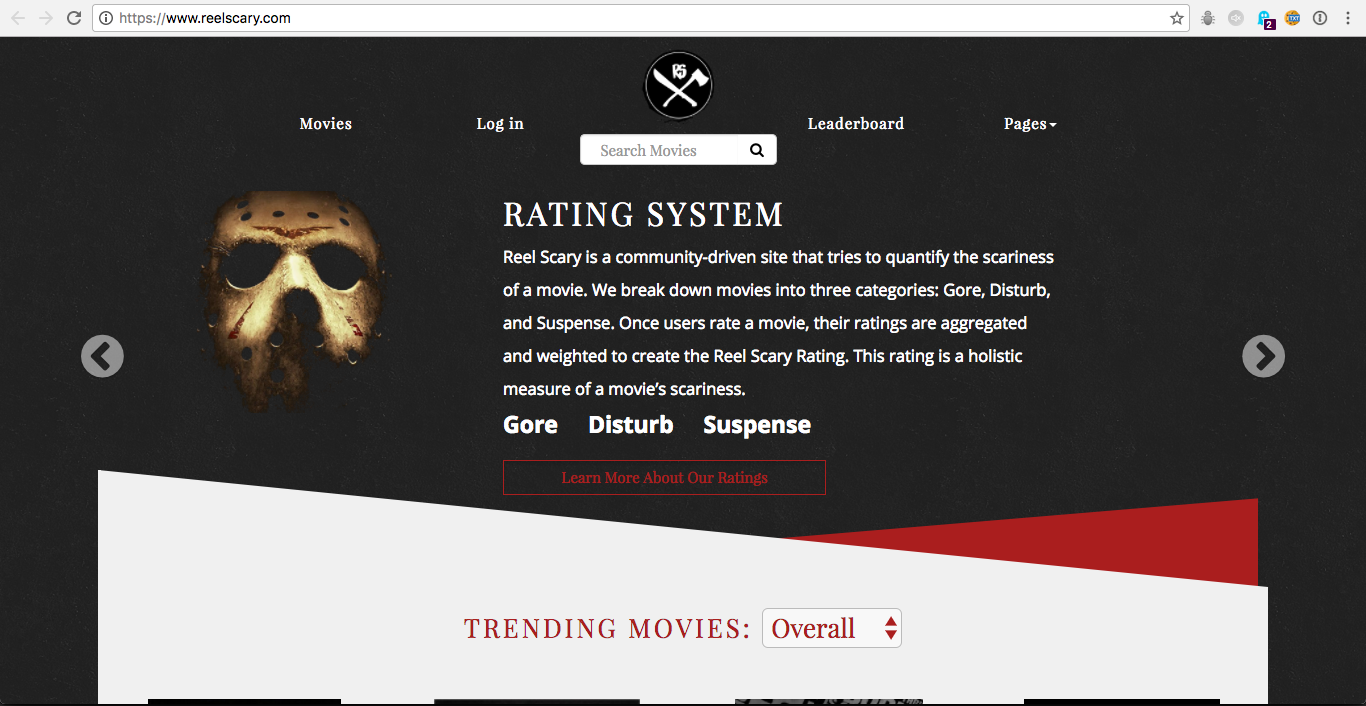 https://www.reelscary.com
2
TXT
RS
Movies
Log in
Leaderboard
Pages
Search Movies
RATING SYSTEM
Reel Scary is a community-driven site that tries to quantify the scariness
of a movie. We break down movies into three categories: Gore, Disturb,
and Suspense. Once users rate a movie, their ratings are aggregated
and weighted to create the Reel Scary Rating. This rating is a holistic
measure of a movie’s scariness.
Gore Disturb Suspense
Learn More About Our Ratings
TRENDING MOVIES: Overall